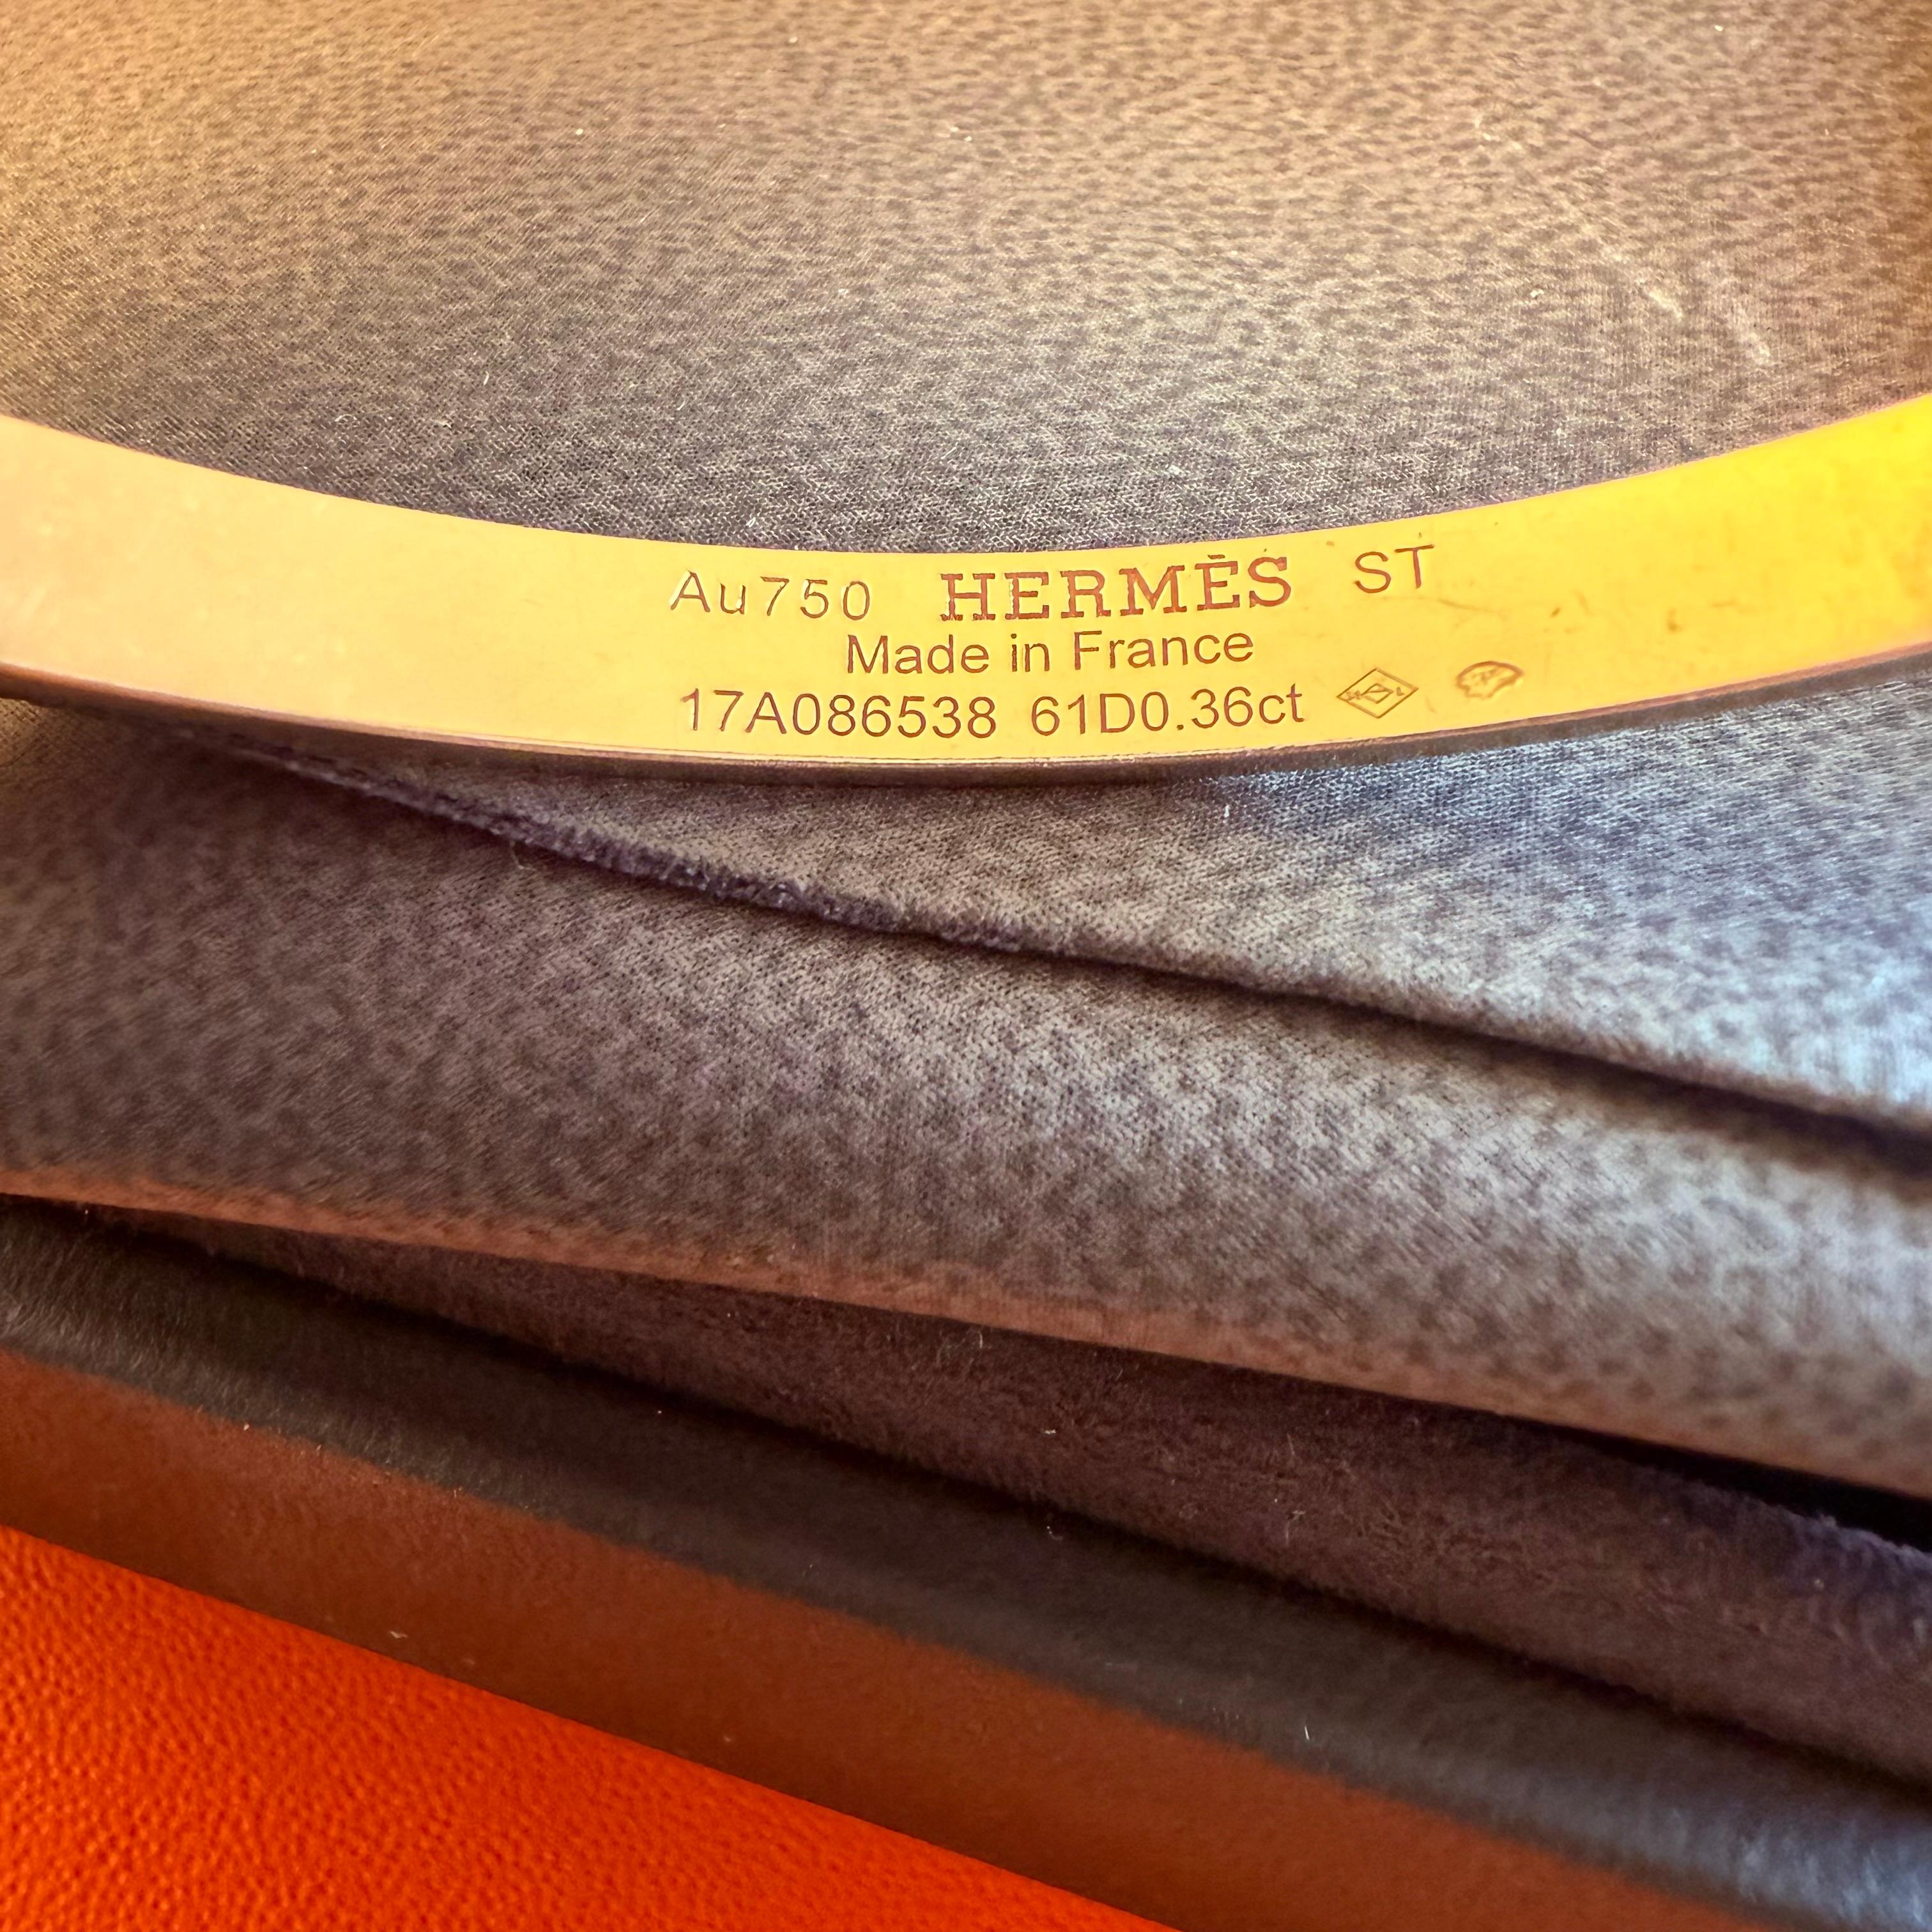 Au750 HERMÈS ST
Made in France
17A086538 61D0.36ct